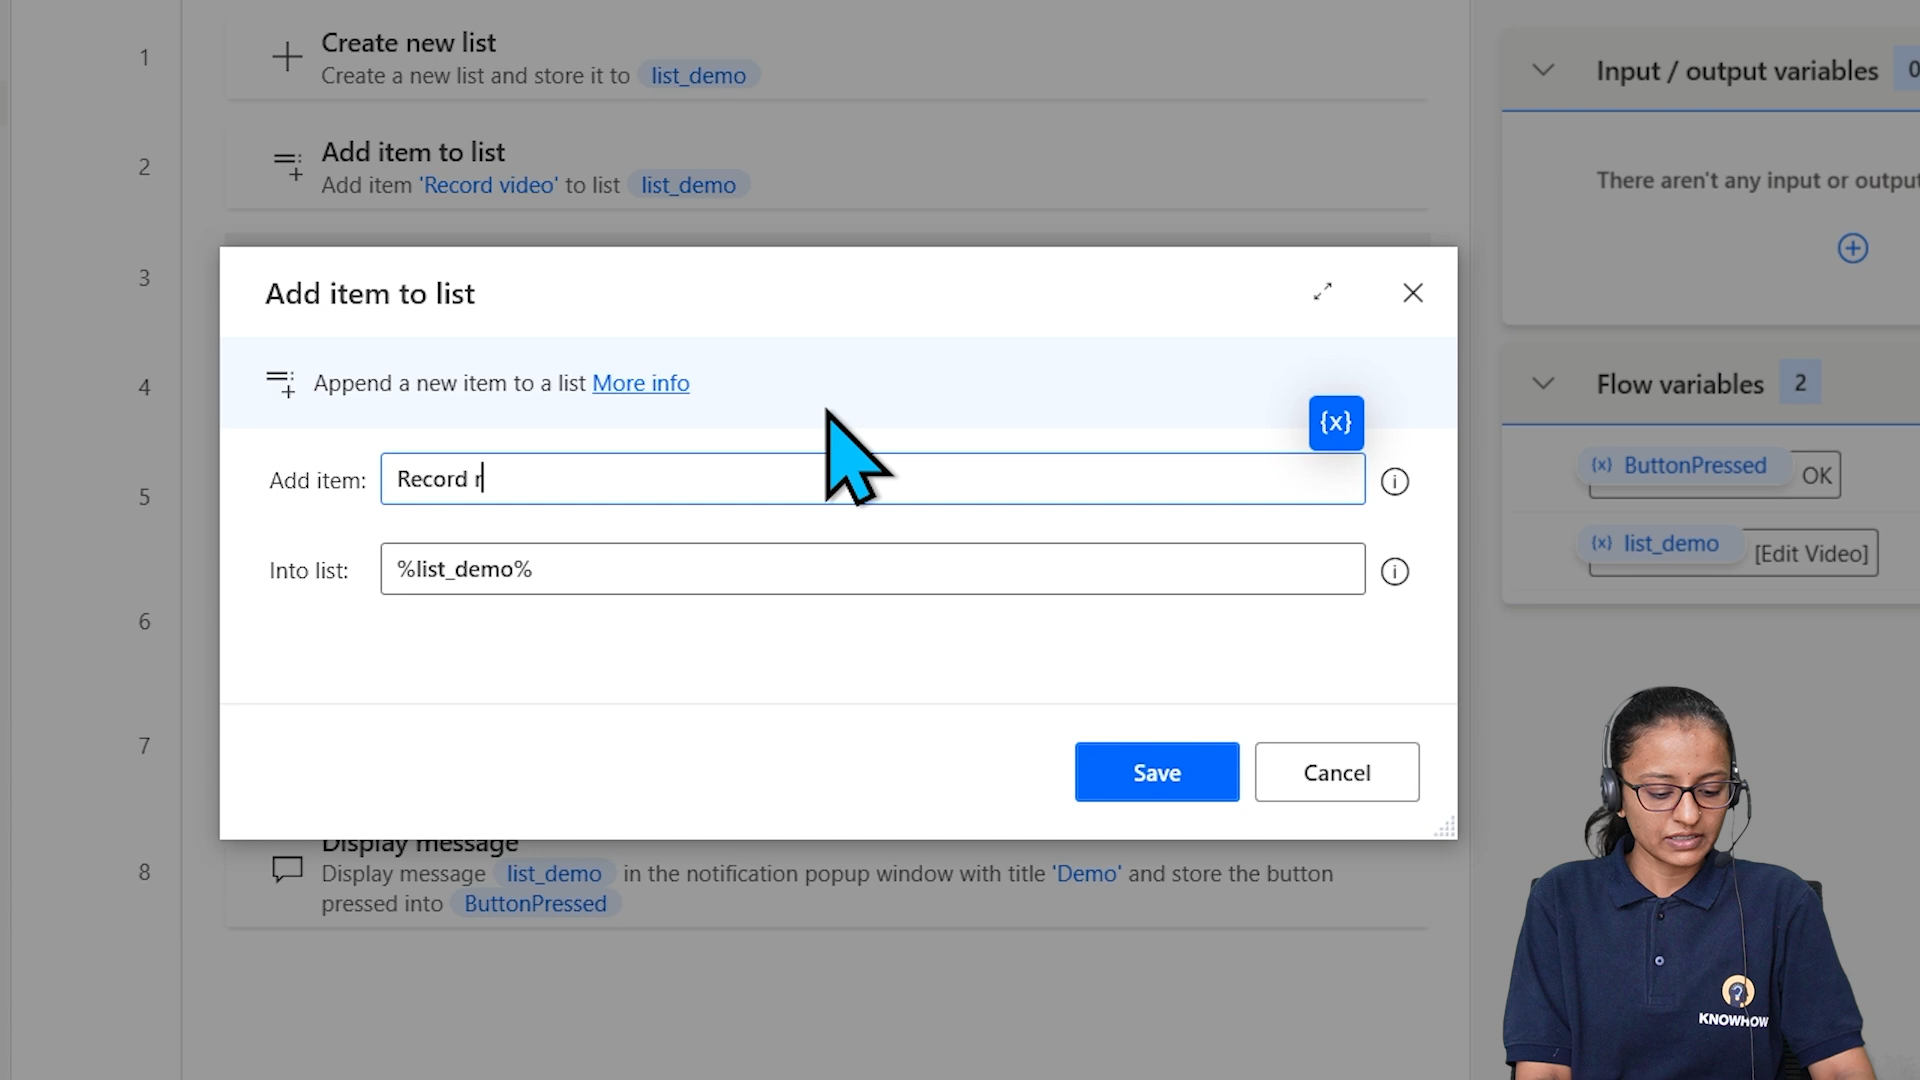 1
Create new list
Create a new list and store it to list_demo
2
Add item to list
Add item 'Record video' to list list_demo
3
4
5
6
7
Add item to list
Append a new item to a list More info
{x}
Add item: Record r
Into list: %list_demo%
Save
Cancel
8
Display message
Display message list_demo in the notification popup window with title 'Demo' and store the button
pressed into ButtonPressed
Input / output variables 0
There aren't any input or output
Flow variables 2
{x} ButtonPressed OK
{x} list_demo [Edit Video]
KNOWHOW